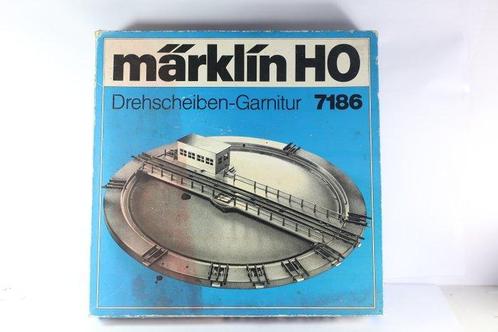 märklin HO
Drehscheiben-Garnitur 7186